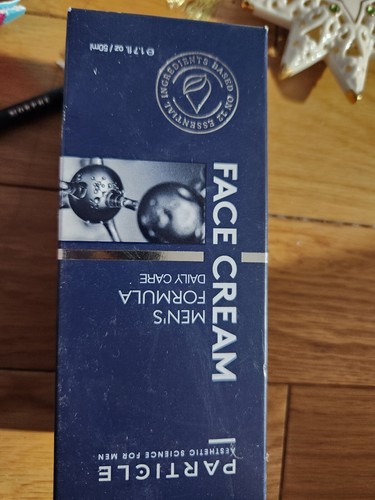 PARTICLE
AESTHETIC SCIENCE FOR MEN
FACE CREAM
MEN'S
FORMULA
DAILY CARE
INGREDIENTS BASED ON 12 ESSENTIAL
℮ 1.7 fl. oz / 50ml